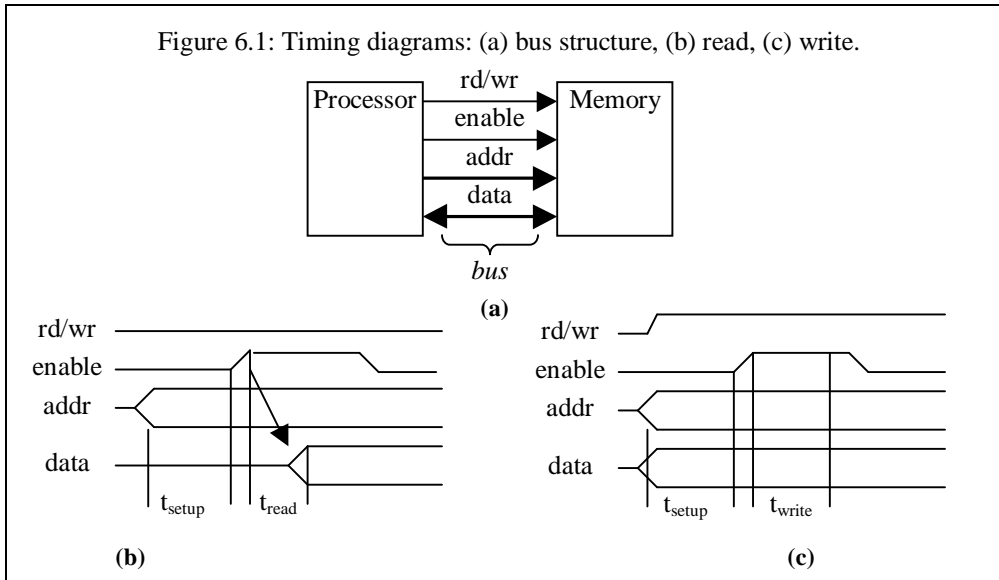 Figure 6.1: Timing diagrams: (a) bus structure, (b) read, (c) write.
Processor
rd/wr
Memory
enable
addr
data
bus
(a)
rd/wr
enable
addr
data
tsetup
tread
(b)
rd/wr
enable
addr
data
tsetup
twrite
(c)